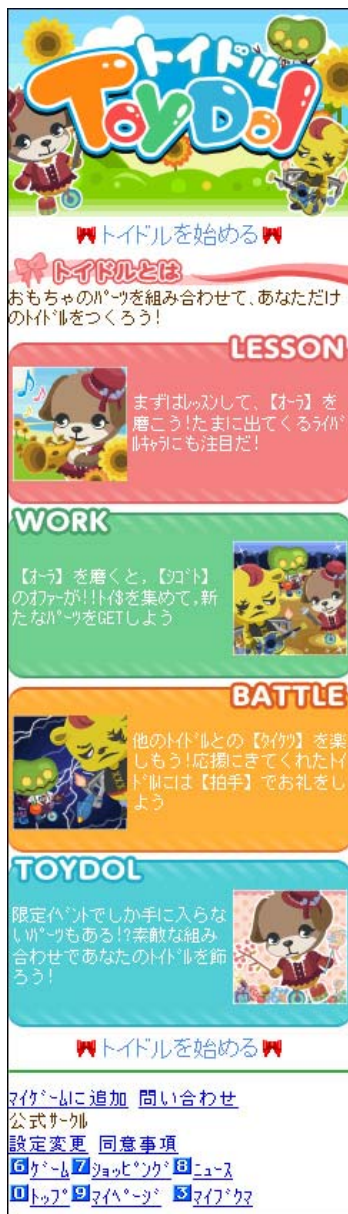 トイドル
ToyDol
トイドルを始める
トイドルとは
おもちゃのﾊﾟｰﾂを組み合わせて、あなただけ
のﾄｲﾄﾞﾙをつくろう!
LESSON
まずはﾚｯｽﾝして、【ｵｰﾗ】を
磨こう!たまに出てくるﾗｲﾊﾞ
ﾙｷｬﾗにも注目だ!
WORK
【ｵｰﾗ】を磨くと,【ｼｺﾞﾄ】
のｵﾌｧｰが!!ﾄｲ$を集めて,新
たなﾊﾟｰﾂをGETしよう
BATTLE
他のﾄｲﾄﾞﾙとの【ﾀｲｹﾂ】を楽
しもう!応援にきてくれたﾄｲ
ﾄﾞﾙには【拍手】でお礼をし
よう
TOYDOL
限定ｲﾍﾞﾝﾄでしか手に入らな
いﾊﾟｰﾂもある!?素敵な組み
合わせであなたのﾄｲﾄﾞﾙを飾
ろう!
トイドルを始める
ﾏｲｹﾞｰﾑに追加 問い合わせ
公式ｻｰｸﾙ
設定変更 同意事項
6ｹﾞｰﾑ7ｼｮｯﾋﾟﾝｸﾞ8ﾆｭｰｽ
0ﾄｯﾌﾟ9ﾏｲﾍﾟｰｼﾞ3ﾏｲﾌﾞｸﾏ